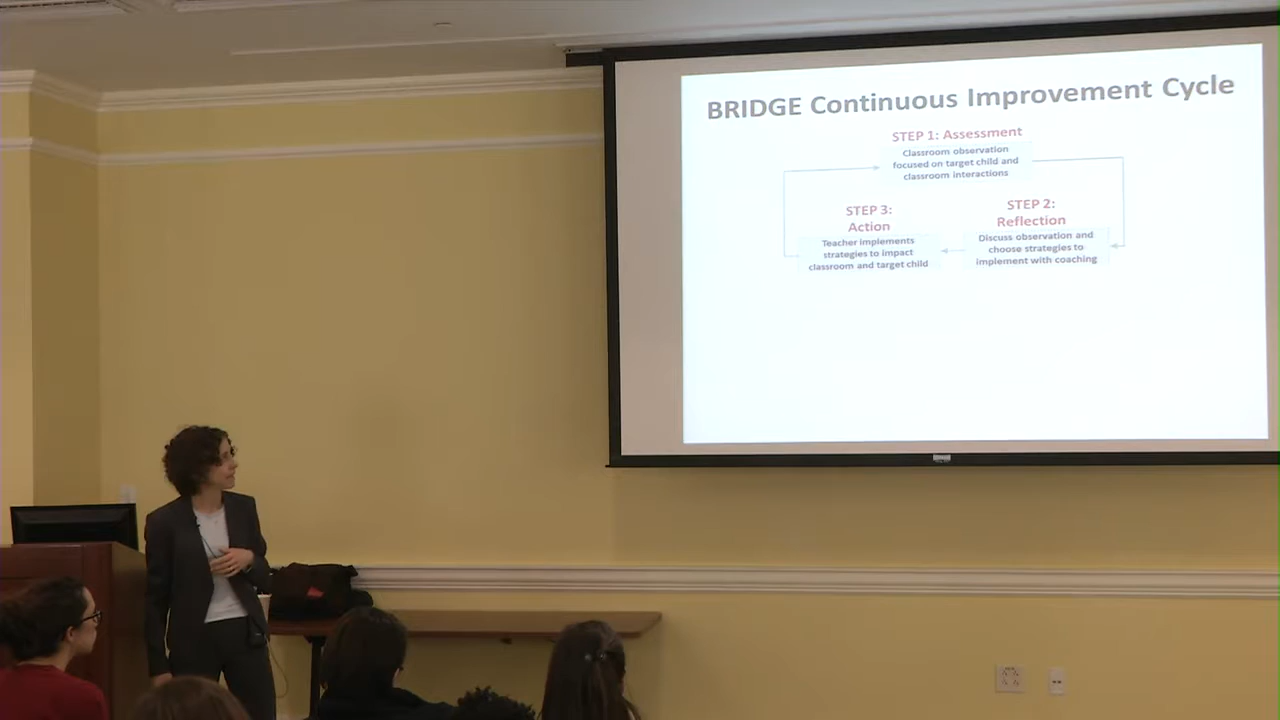 BRIDGE Continuous Improvement Cycle
STEP 1: Assessment
Classroom observation
focused on target child and
classroom interactions
STEP 2:
Reflection
Discuss observation and
choose strategies to
implement with coaching
STEP 3:
Action
Teacher implements
strategies to impact
classroom and target child